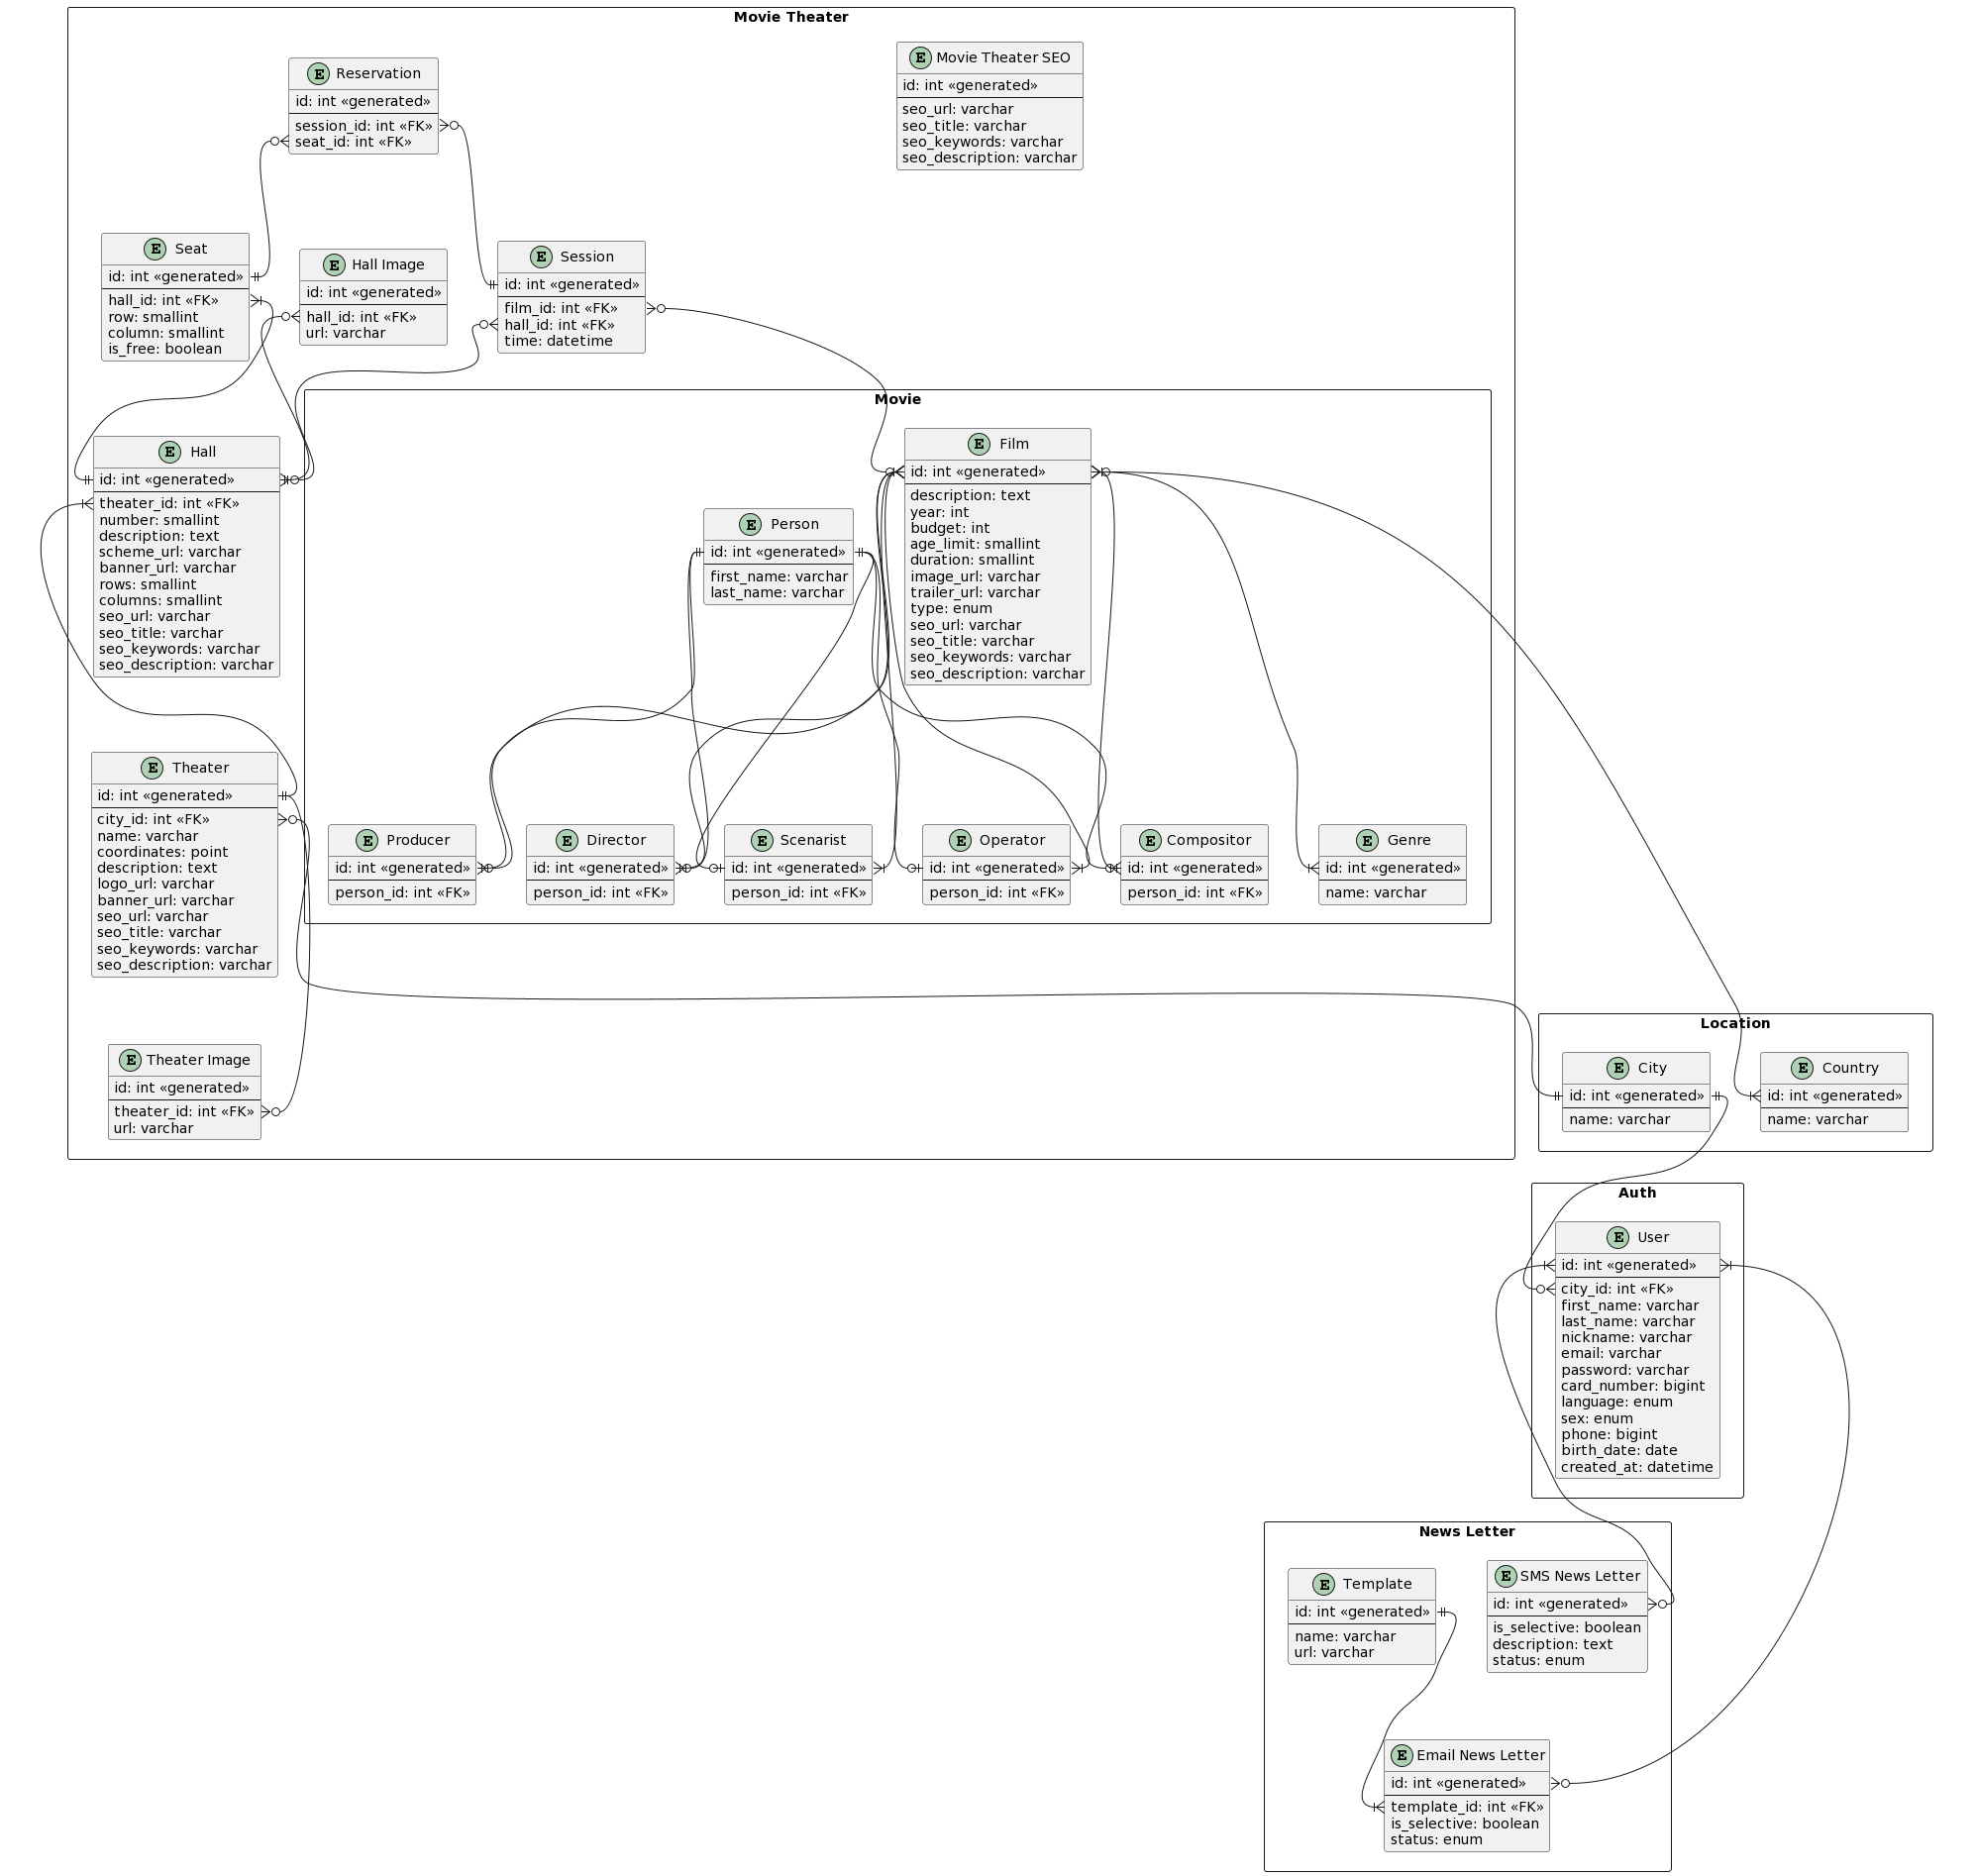 Movie Theater
E Reservation
id: int «generated»
session_id: int «FK»
seat_id: int «FK»
E Movie Theater SEO
id: int «generated»
seo_url: varchar
seo_title: varchar
seo_keywords: varchar
seo_description: varchar
E Seat
id: int «generated»
hall_id: int «FK»
row: smallint
column: smallint
is_free: boolean
E Hall Image
id: int «generated»
hall_id: int «FK»
url: varchar
E Session
id: int «generated»
film_id: int «FK»
hall_id: int «FK»
time: datetime
Movie
E Hall
id: int «generated»
theater_id: int «FK»
number: smallint
description: text
scheme_url: varchar
banner_url: varchar
rows: smallint
columns: smallint
seo_url: varchar
seo_title: varchar
seo_keywords: varchar
seo_description: varchar
E Person
id: int «generated»
first_name: varchar
last_name: varchar
E Film
id: int «generated»
description: text
year: int
budget: int
age_limit: smallint
duration: smallint
image_url: varchar
trailer_url: varchar
type: enum
seo_url: varchar
seo_title: varchar
seo_keywords: varchar
seo_description: varchar
E Theater
id: int «generated»
city_id: int «FK»
name: varchar
coordinates: point
description: text
logo_url: varchar
banner_url: varchar
seo_url: varchar
seo_title: varchar
seo_keywords: varchar
seo_description: varchar
E Producer
id: int «generated»
person_id: int «FK»
E Director
id: int «generated»
person_id: int «FK»
E Scenarist
id: int «generated»
person_id: int «FK»
E Operator
id: int «generated»
person_id: int «FK»
E Compositor
id: int «generated»
person_id: int «FK»
E Genre
id: int «generated»
name: varchar
E Theater Image
id: int «generated»
theater_id: int «FK»
url: varchar
Location
E City
id: int «generated»
name: varchar
E Country
id: int «generated»
name: varchar
Auth
E User
id: int «generated»
city_id: int «FK»
first_name: varchar
last_name: varchar
nickname: varchar
email: varchar
password: varchar
card_number: bigint
language: enum
sex: enum
phone: bigint
birth_date: date
created_at: datetime
News Letter
E Template
id: int «generated»
name: varchar
url: varchar
E SMS News Letter
id: int «generated»
is_selective: boolean
description: text
status: enum
E Email News Letter
id: int «generated»
template_id: int «FK»
is_selective: boolean
status: enum